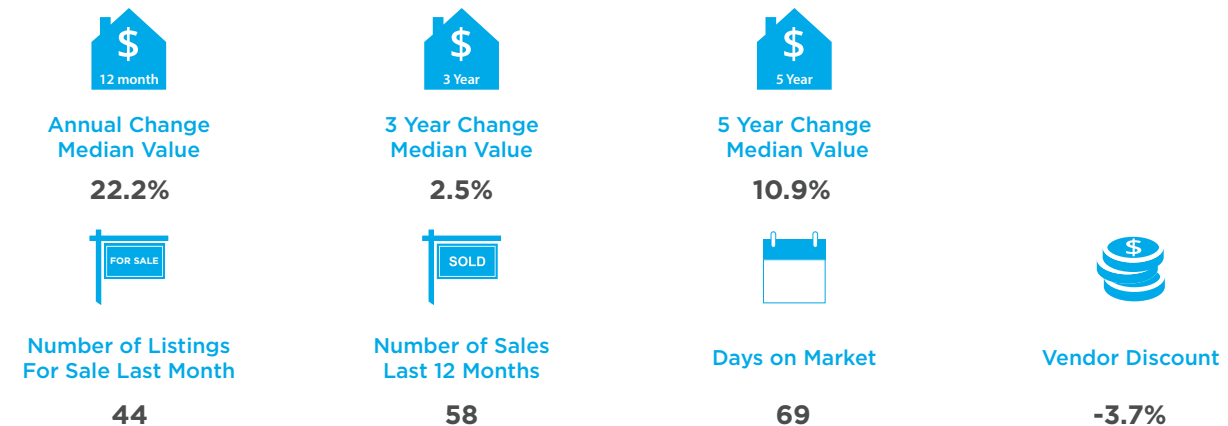 $
12 month
$
3 Year
$
5 Year
Annual Change
Median Value
3 Year Change
Median Value
5 Year Change
Median Value
22.2%
2.5%
10.9%
FOR SALE
SOLD
$
Number of Listings
For Sale Last Month
Number of Sales
Last 12 Months
Days on Market
Vendor Discount
44
58
69
-3.7%